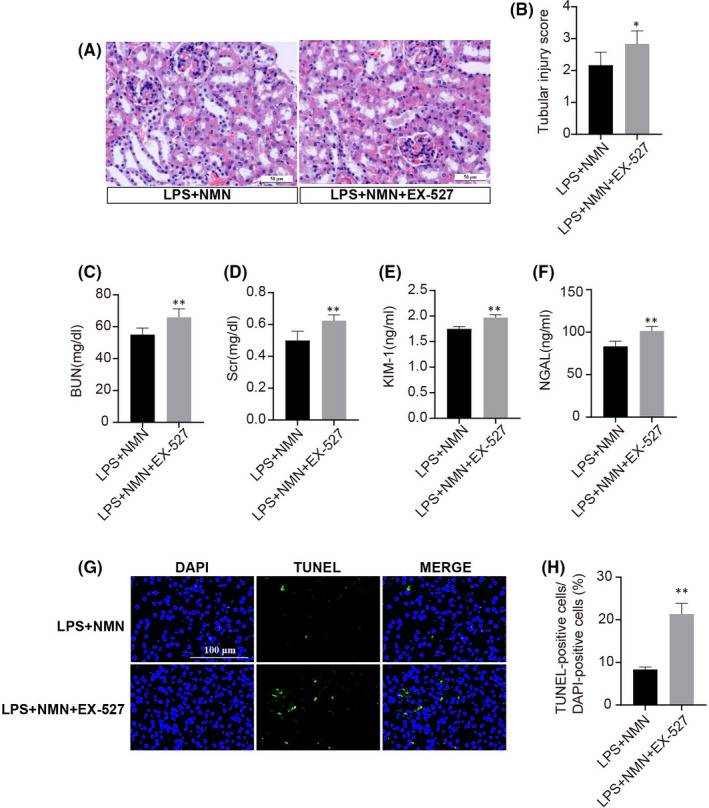 (A)
50 μm
50 μm
LPS+NMN
LPS+NMN+EX-527
(B)
Tubular injury score
4
3
2
1
0
*
LPS+NMN
LPS+NMN+EX-527
(C)
BUN(mg/dl)
80
60
40
20
0
**
LPS+NMN
LPS+NMN+EX-527
(D)
Scr(mg/dl)
0.8
0.6
0.4
0.2
0.0
**
LPS+NMN
LPS+NMN+EX-527
(E)
KIM-1(ng/ml)
2.5
2.0
1.5
1.0
0.5
0.0
**
LPS+NMN
LPS+NMN+EX-527
(F)
NGAL(ng/ml)
150
100
50
0
**
LPS+NMN
LPS+NMN+EX-527
(G)
DAPI
TUNEL
MERGE
LPS+NMN
100 μm
LPS+NMN+EX-527
(H)
TUNEL-positive cells/
DAPI-positive cells (%)
30
20
10
0
**
LPS+NMN
LPS+NMN+EX-527